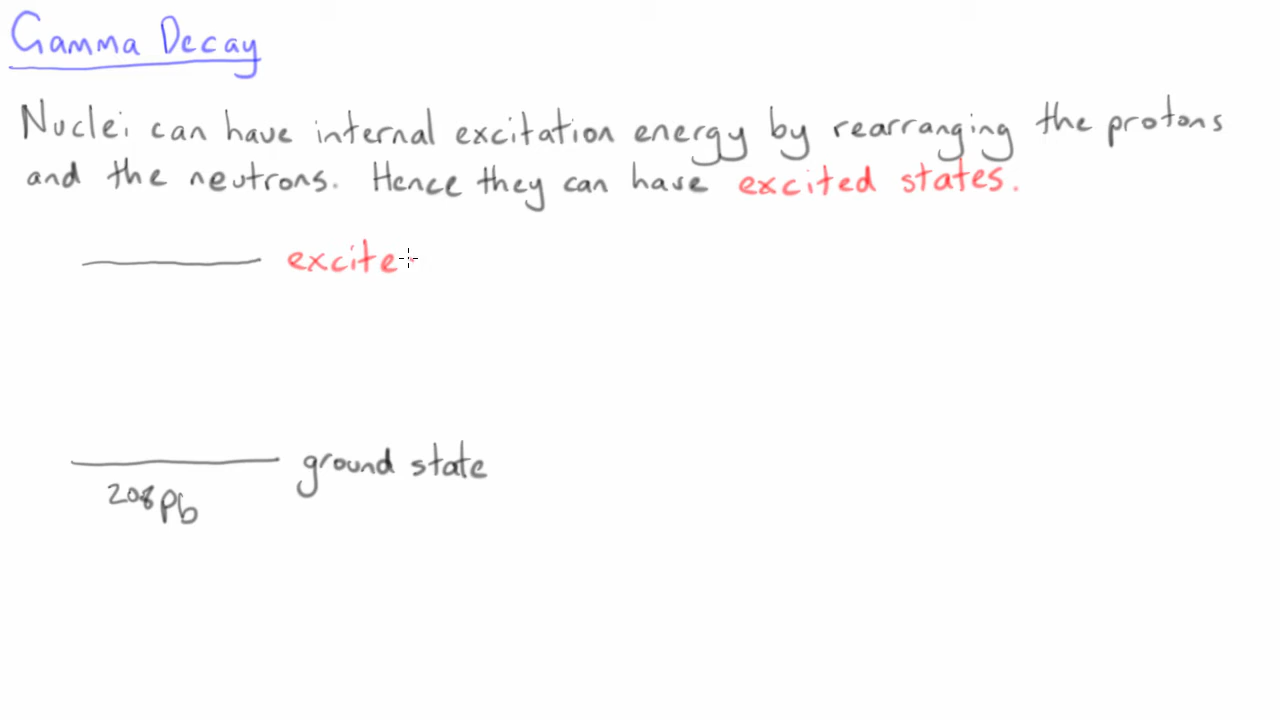 Gamma Decay
Nuclei can have internal excitation energy by rearranging the protons
and the neutrons. Hence they can have excited states.
excite
ground state
208Pb